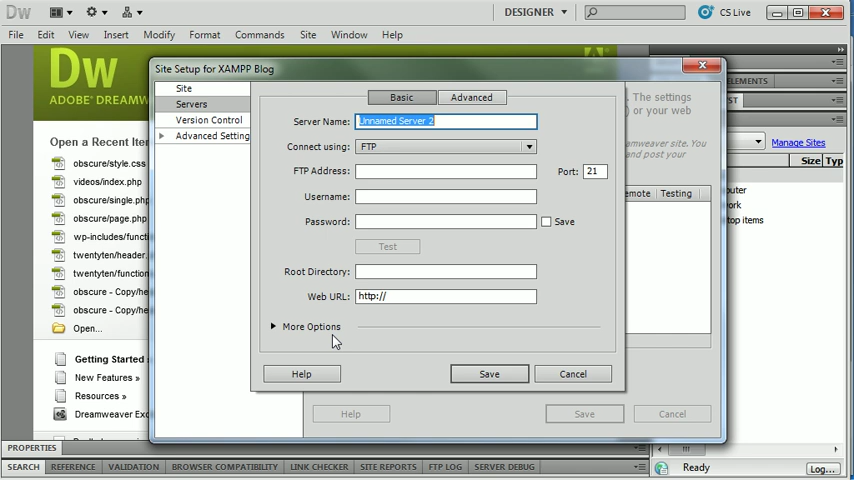 Dw
DESIGNER
CS Live
File Edit View Insert Modify Format Commands Site Window Help
Dw
ADOBE® DREAMW
Site Setup for XAMPP Blog
Site
Servers
Version Control
Advanced Setting
Basic Advanced
Server Name: Unnamed Server 2
Connect using: FTP
FTP Address:
Port: 21
Username:
Password:
Save
Test
Root Directory:
Web URL: http://
More Options
Help Save Cancel
Help Save Cancel
. The settings
) or your web
mweaver site. You
and post your
emote Testing
Open a Recent Item
obscure/style.css
videos/index.php
obscure/single.php
obscure/page.php
wp-includes/functi
twentyten/header.
twentyten/function
obscure - Copy/he
obscure - Copy/he
Open...
Getting Started
New Features »
Resources »
Dreamweaver Exc
ELEMENTS
ST
Manage Sites
Size Ty
uter
ork
top items
PROPERTIES
SEARCH REFERENCE VALIDATION BROWSER COMPATIBILITY LINK CHECKER SITE REPORTS FTP LOG SERVER DEBUG
Ready
Log...